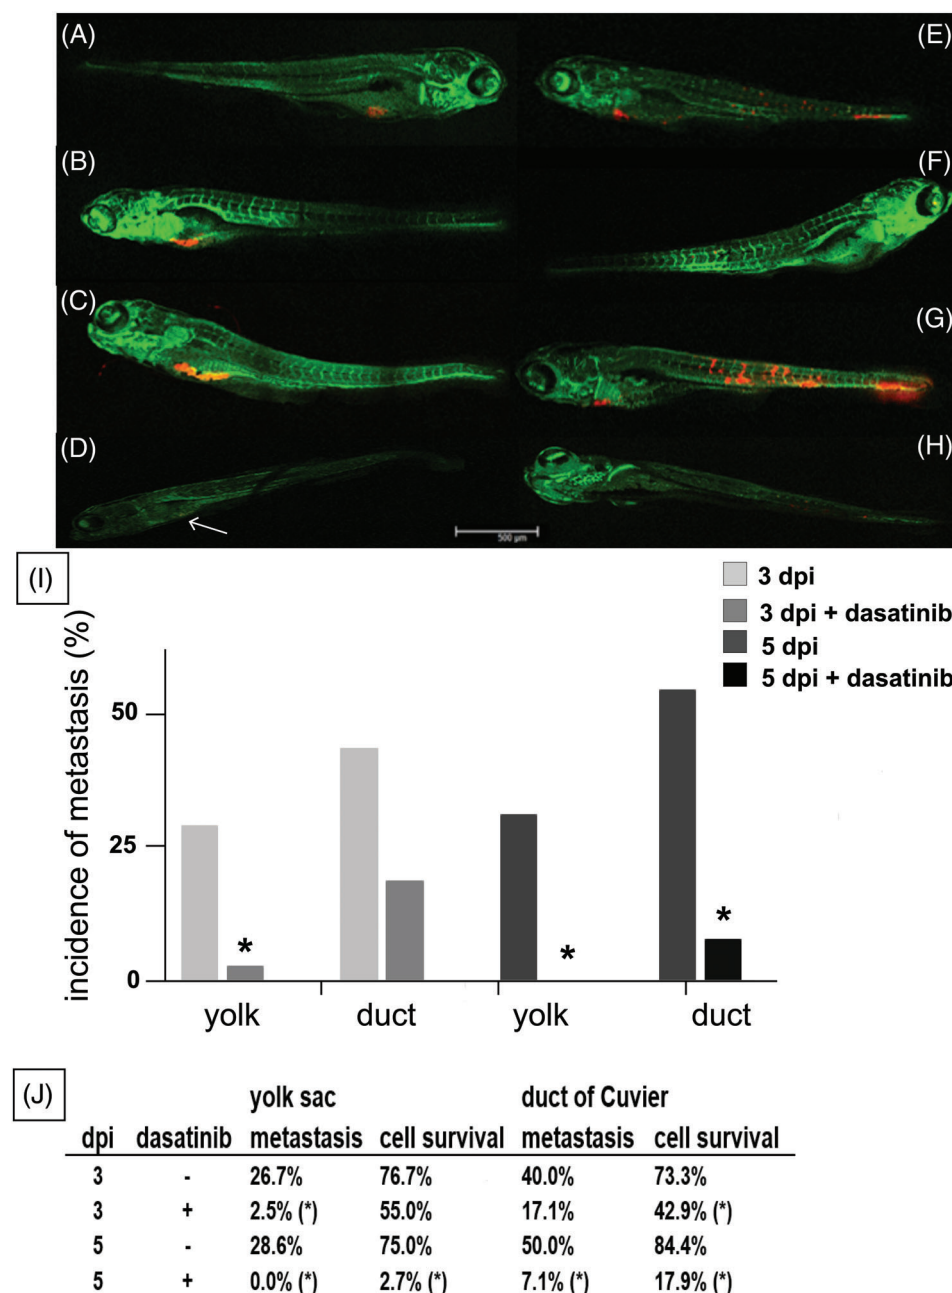 (A)
(E)
(B)
(F)
(C)
(G)
(D)
(H)
500 µm
(I)
3 dpi
3 dpi + dasatinib
5 dpi
5 dpi + dasatinib
incidence of metastasis (%)
50
25
0
*
*
*
yolk duct yolk duct
(J)
yolk sac duct of Cuvier
dpi dasatinib metastasis cell survival metastasis cell survival
3 - 26.7% 76.7% 40.0% 73.3%
3 + 2.5% (*) 55.0% 17.1% 42.9% (*)
5 - 28.6% 75.0% 50.0% 84.4%
5 + 0.0% (*) 2.7% (*) 7.1% (*) 17.9% (*)